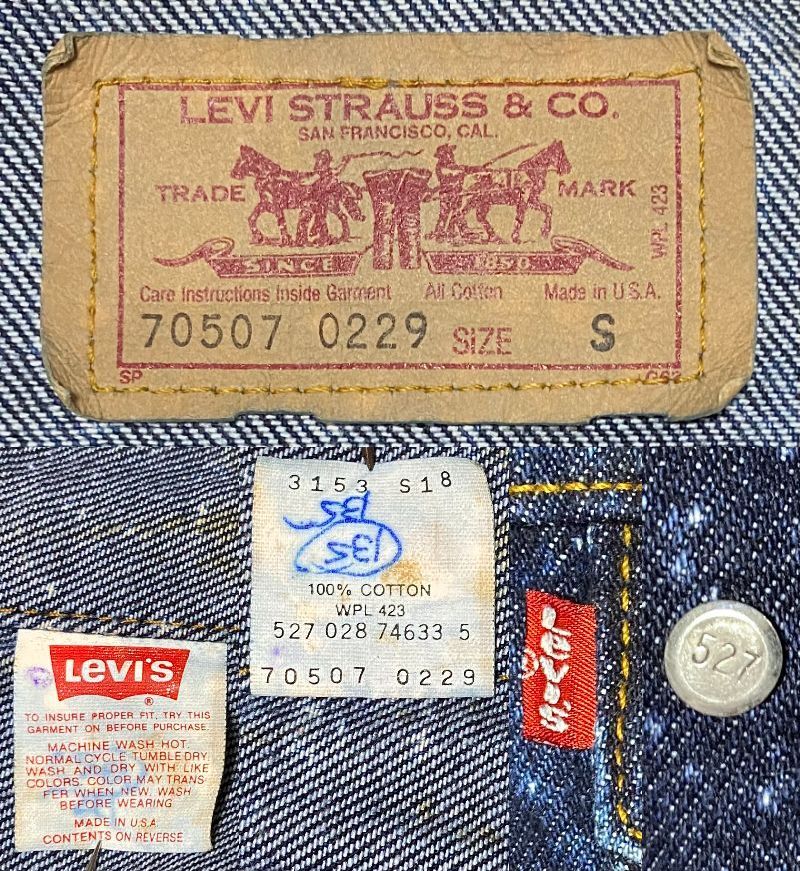 LEVI STRAUSS & CO.
SAN FRANCISCO, CAL.
TRADE MARK
WPL 423
SINCE 1850
Care Instructions Inside Garment All Cotton Made in U.S.A.
70507 0229 SIZE S
SP
3153 S18
135
135
100% COTTON
WPL 423
527 028 74633 5
70507 0229
LEVI'S
®
TO INSURE PROPER FIT, TRY THIS
GARMENT ON BEFORE PURCHASE.
MACHINE WASH HOT
NORMAL CYCLE TUMBLE DRY
WASH AND DRY WITH LIKE
COLORS. COLOR MAY TRANS
FER WHEN NEW. WASH
BEFORE WEARING
MADE IN U.S.A.
CONTENTS ON REVERSE
Levi's
®
527